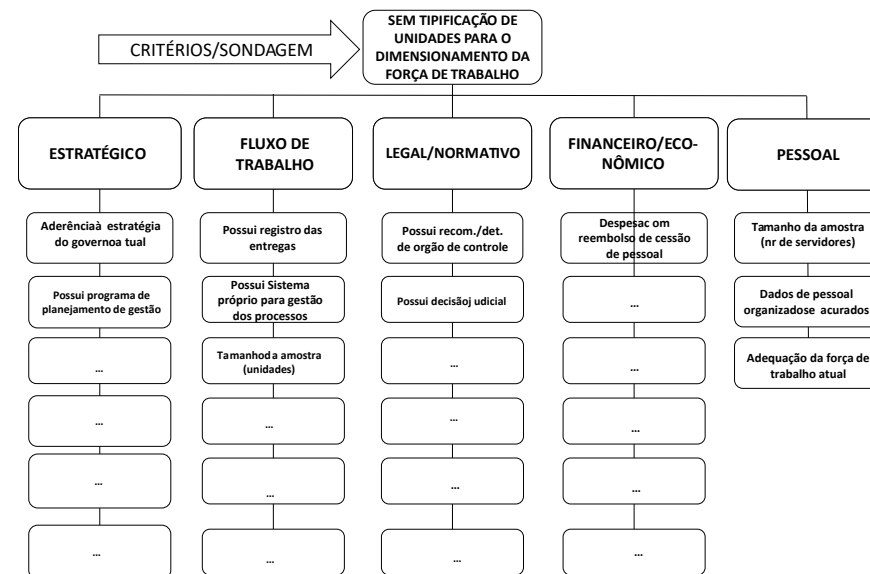 CRITÉRIOS/SONDAGEM
SEM TIPIFICAÇÃO DE
UNIDADES PARA O
DIMENSIONAMENTO DA
FORÇA DE TRABALHO
ESTRATÉGICO
Aderênciaà estratégia
do governoa tual
Possui programa de
planejamento de gestão
...
...
...
...
FLUXO DE
TRABALHO
Possui registro das
entregas
Possui Sistema
próprio para gestão
dos processos
Tamanhod a amostra
(unidades)
...
...
...
LEGAL/NORMATIVO
Possui recom./det.
de orgão de controle
Possui decisãoj udicial
...
...
...
...
FINANCEIRO/ECO-
NÔMICO
Despesac om
reembolso de cessão
de pessoal
...
...
...
...
...
PESSOAL
Tamanho da amostra
(nr de servidores)
Dados de pessoal
organizadose acurados
Adequação da força de
trabalho atual